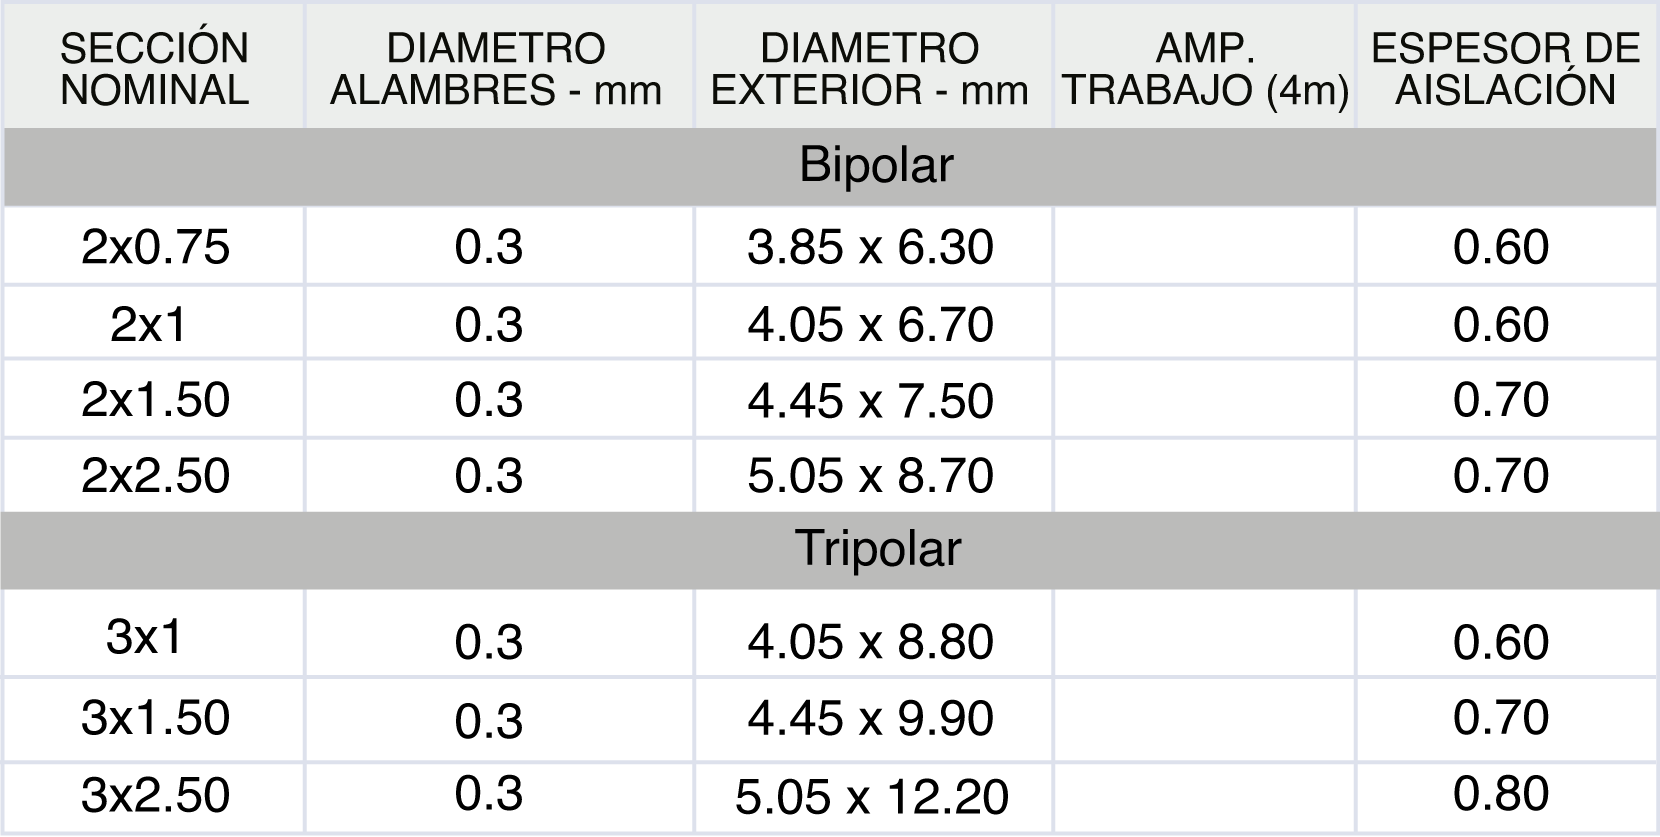 SECCIÓN NOMINAL DIAMETRO ALAMBRES - mm DIAMETRO EXTERIOR - mm AMP. TRABAJO (4m) ESPESOR DE AISLACIÓN
Bipolar
2x0.75 0.3 3.85 x 6.30 0.60
2x1 0.3 4.05 x 6.70 0.60
2x1.50 0.3 4.45 x 7.50 0.70
2x2.50 0.3 5.05 x 8.70 0.70
Tripolar
3x1 0.3 4.05 x 8.80 0.60
3x1.50 0.3 4.45 x 9.90 0.70
3x2.50 0.3 5.05 x 12.20 0.80